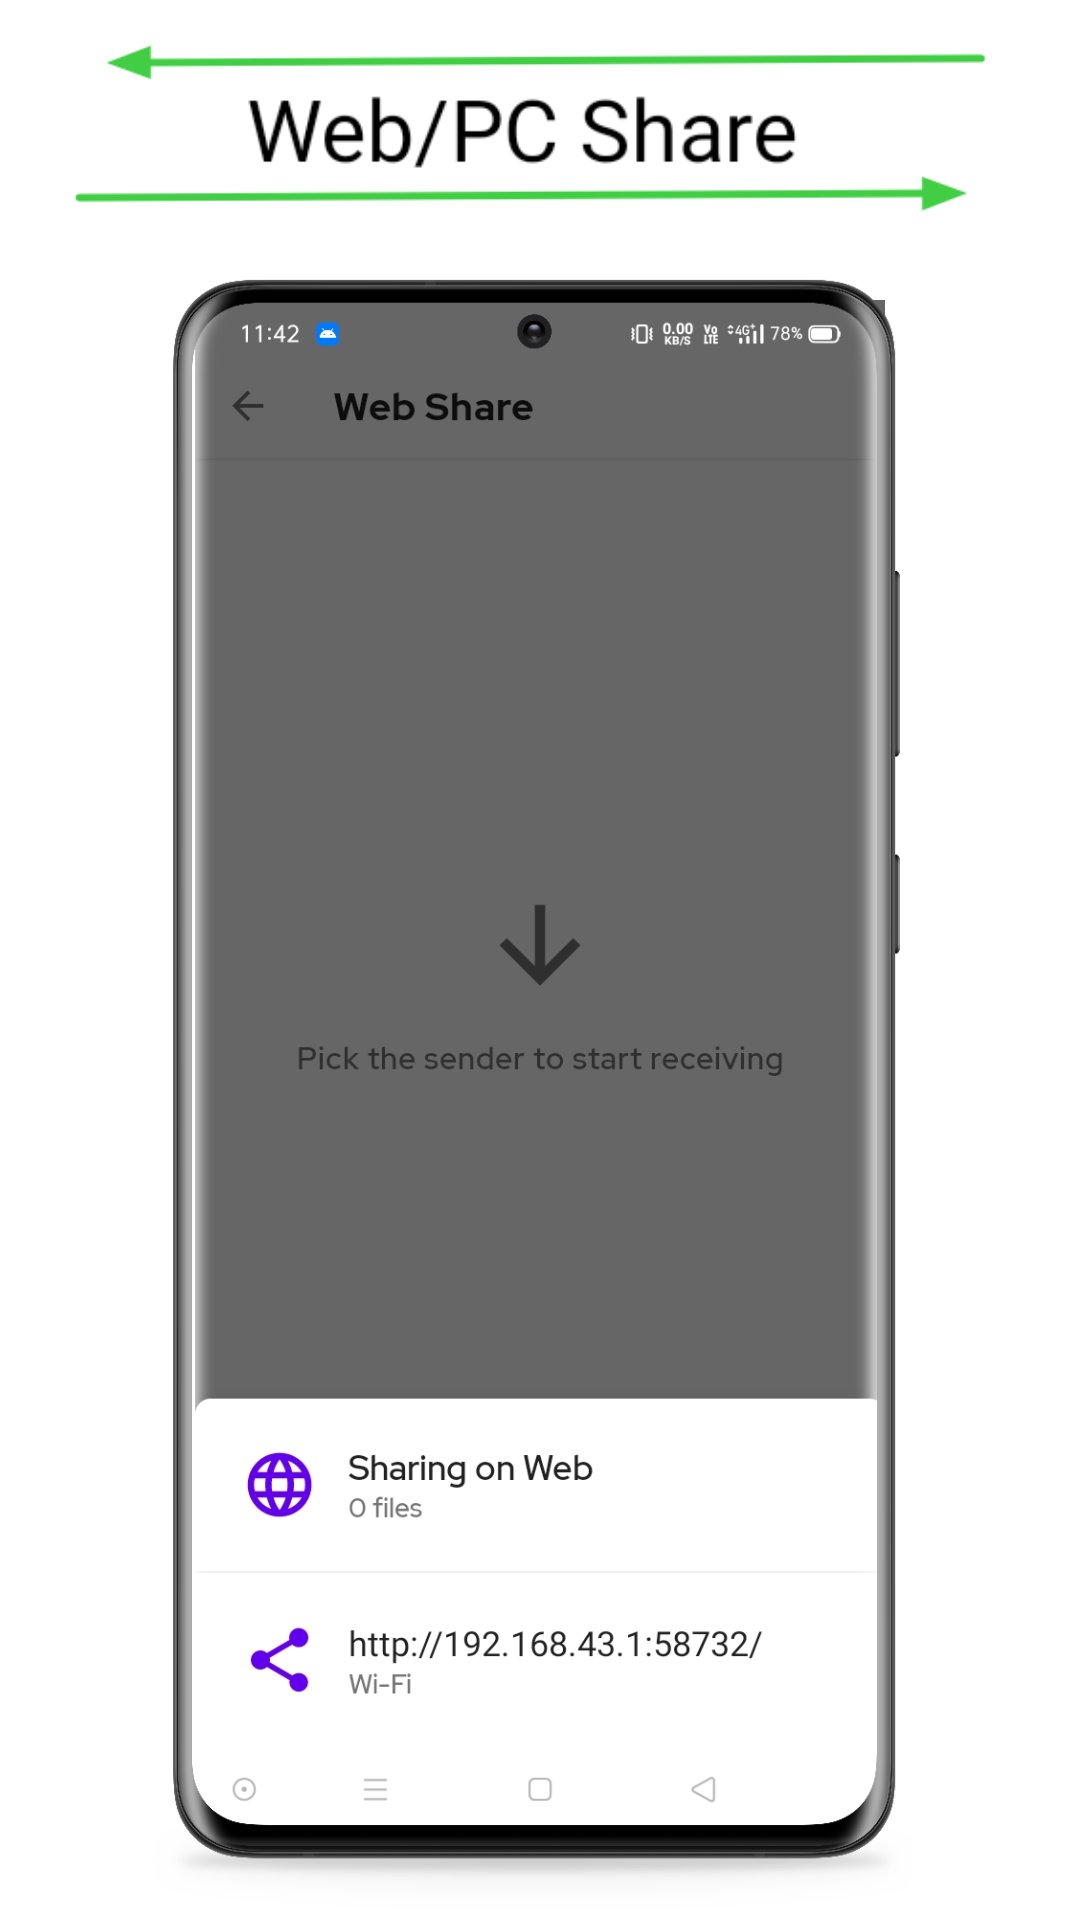 Web/PC Share
11:42 0.00 KB/S Vo LTE 4G+ 78%
Web Share
Pick the sender to start receiving
Sharing on Web
0 files
http://192.168.43.1:58732/
Wi-Fi